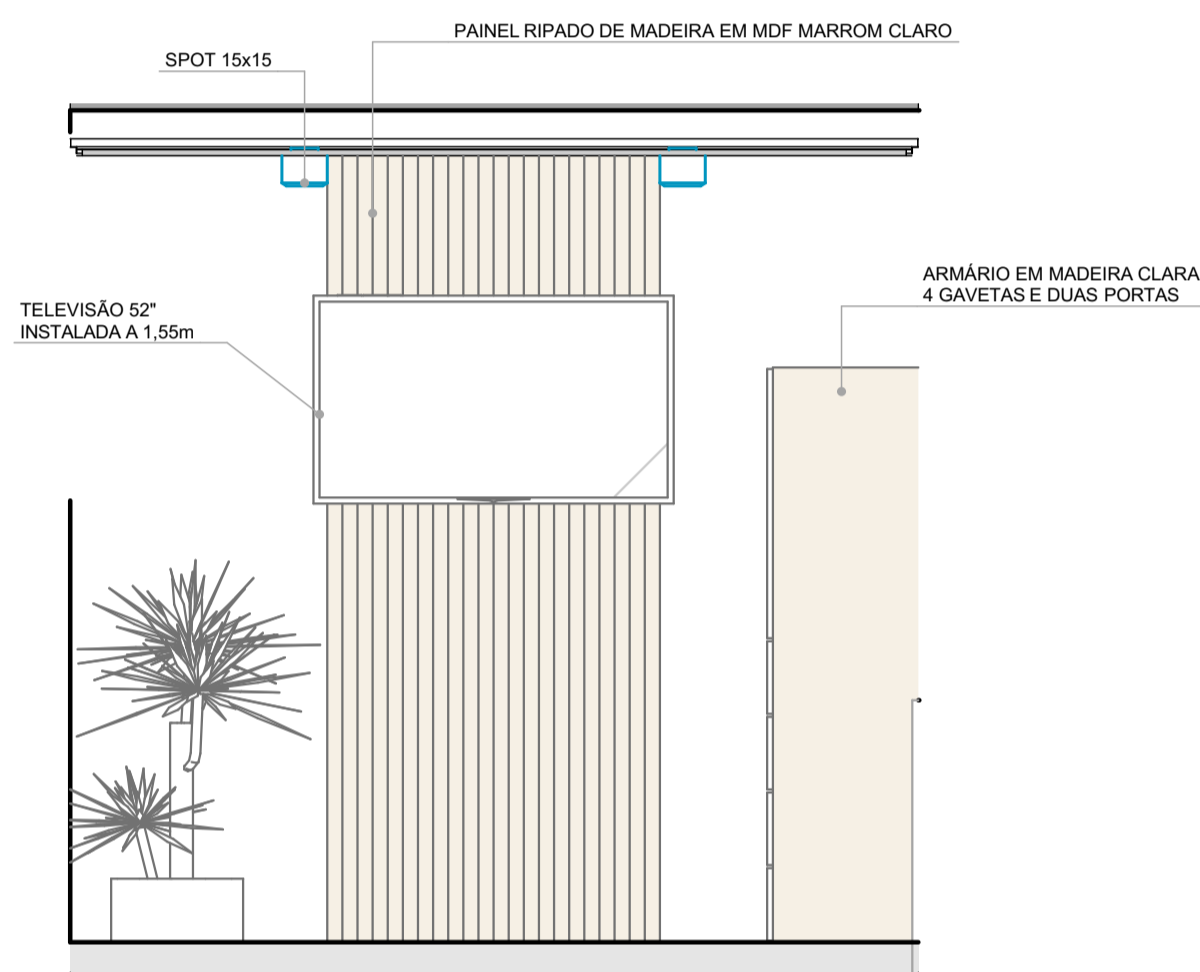 PAINEL RIPADO DE MADEIRA EM MDF MARROM CLARO
SPOT 15x15
ARMÁRIO EM MADEIRA CLARA
4 GAVETAS E DUAS PORTAS
TELEVISÃO 52"
INSTALADA A 1,55m